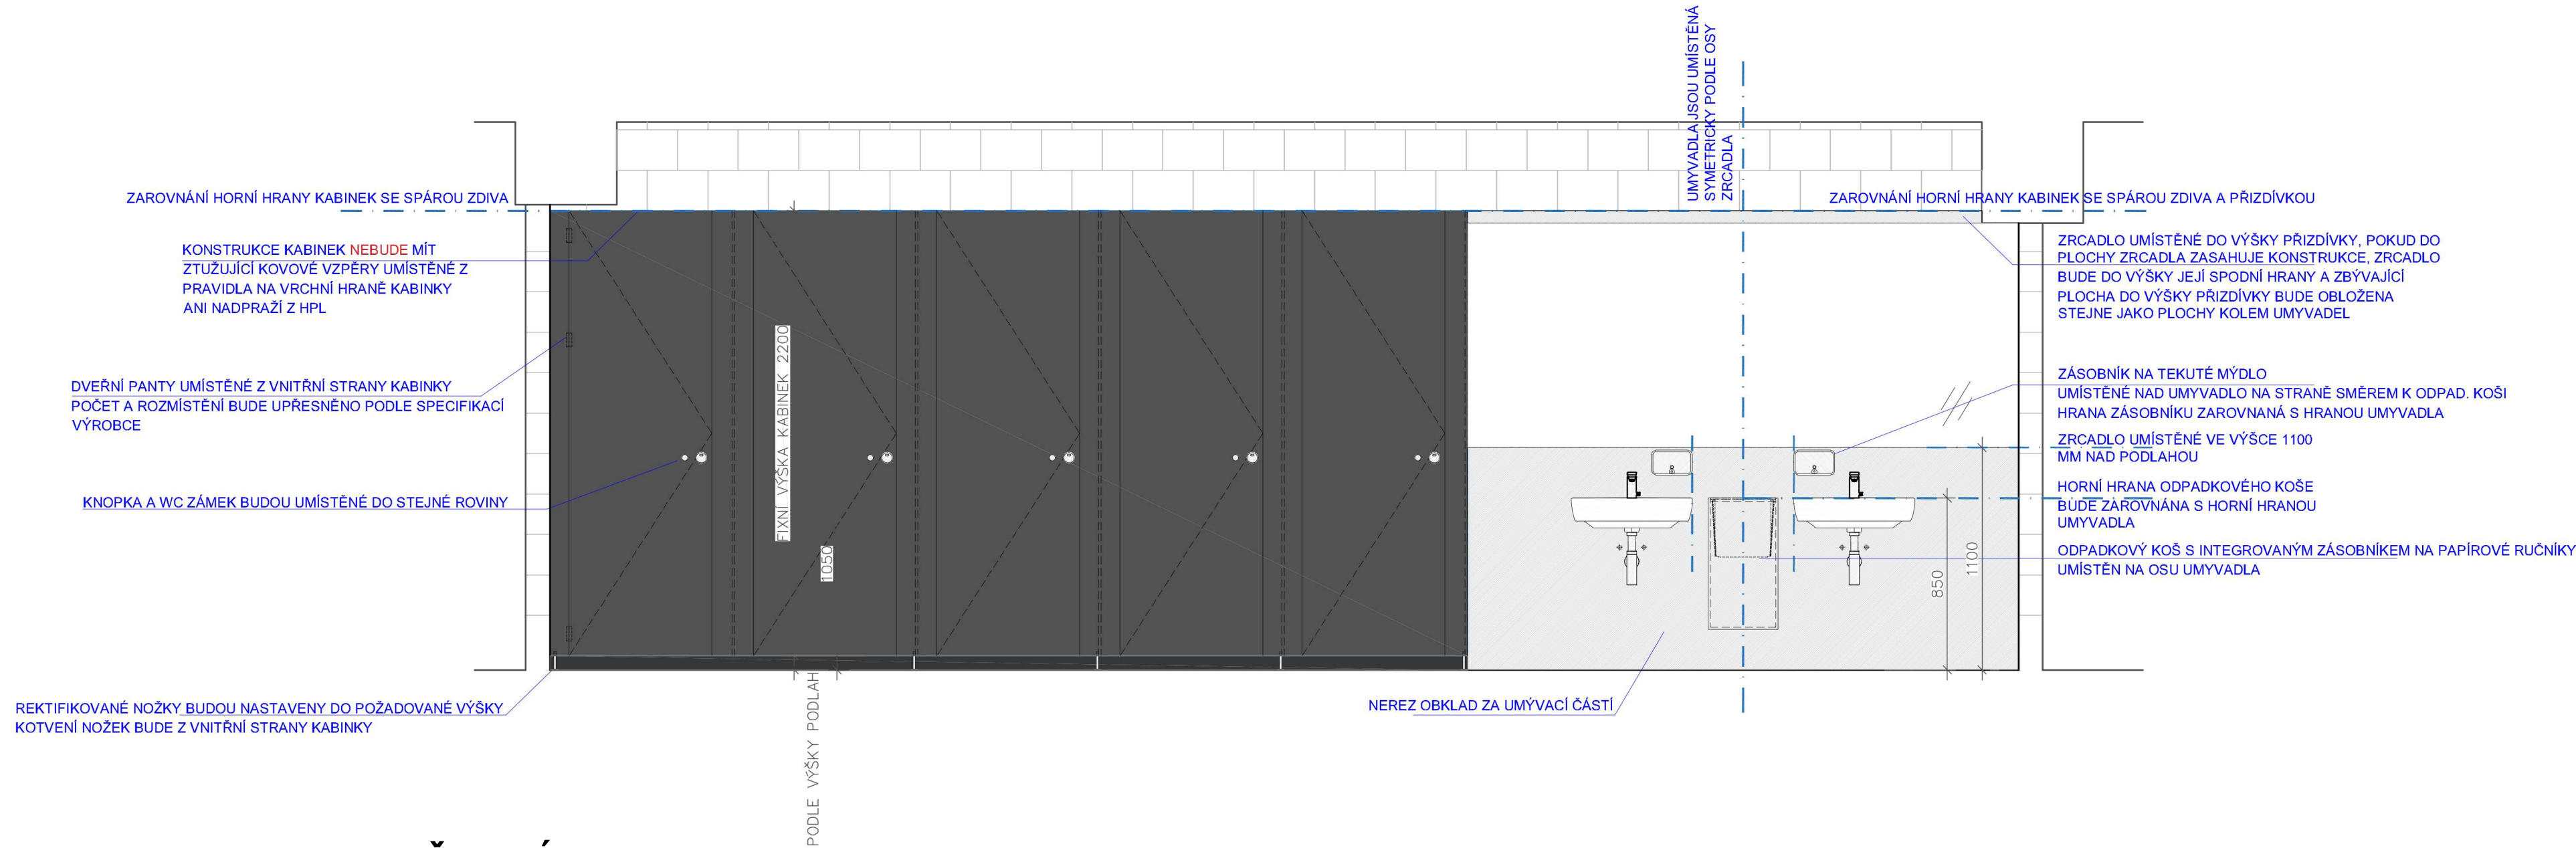 UMYVADLA JSOU UMÍSTĚNÁ
SYMETRICKY PODLE OSY
ZRCADLA
ZAROVNÁNÍ HORNÍ HRANY KABINEK SE SPÁROU ZDIVA
KONSTRUKCE KABINEK NEBUDE MÍT
ZTUŽUJÍCÍ KOVOVÉ VZPĚRY UMÍSTĚNÉ Z
PRAVIDLA NA VRCHNÍ HRANĚ KABINKY
ANI NADPRAŽÍ Z HPL
DVEŘNÍ PANTY UMÍSTĚNÉ Z VNITŘNÍ STRANY KABINKY
POČET A ROZMÍSTĚNÍ BUDE UPŘESNĚNO PODLE SPECIFIKACÍ
VÝROBCE
KNOPKA A WC ZÁMEK BUDOU UMÍSTĚNÉ DO STEJNÉ ROVINY
REKTIFIKOVANÉ NOŽKY BUDOU NASTAVENY DO POŽADOVANÉ VÝŠKY
KOTVENÍ NOŽEK BUDE Z VNITŘNÍ STRANY KABINKY
FIXNÍ VÝŠKA KABINEK 2200
1050
PODLE VÝŠKY PODLAH
NEREZ OBKLAD ZA UMÝVACÍ ČÁSTÍ
850
1100
ZAROVNÁNÍ HORNÍ HRANY KABINEK SE SPÁROU ZDIVA A PŘIZDÍVKOU
ZRCADLO UMÍSTĚNÉ DO VÝŠKY PŘIZDÍVKY, POKUD DO
PLOCHY ZRCADLA ZASAHUJE KONSTRUKCE, ZRCADLO
BUDE DO VÝŠKY JEJÍ SPODNÍ HRANY A ZBÝVAJÍCÍ
PLOCHA DO VÝŠKY PŘIZDÍVKY BUDE OBLOŽENA
STEJNE JAKO PLOCHY KOLEM UMYVADEL
ZÁSOBNÍK NA TEKUTÉ MÝDLO
UMÍSTĚNÉ NAD UMYVADLO NA STRANĚ SMĚREM K ODPAD. KOŠI
HRANA ZÁSOBNÍKU ZAROVNANÁ S HRANOU UMYVADLA
ZRCADLO UMÍSTĚNÉ VE VÝŠCE 1100
MM NAD PODLAHOU
HORNÍ HRANA ODPADKOVÉHO KOŠE
BUDE ZAROVNÁNA S HORNÍ HRANOU
UMYVADLA
ODPADKOVÝ KOŠ S INTEGROVANÝM ZÁSOBNÍKEM NA PAPÍROVÉ RUČNÍKY
UMÍSTĚN NA OSU UMYVADLA